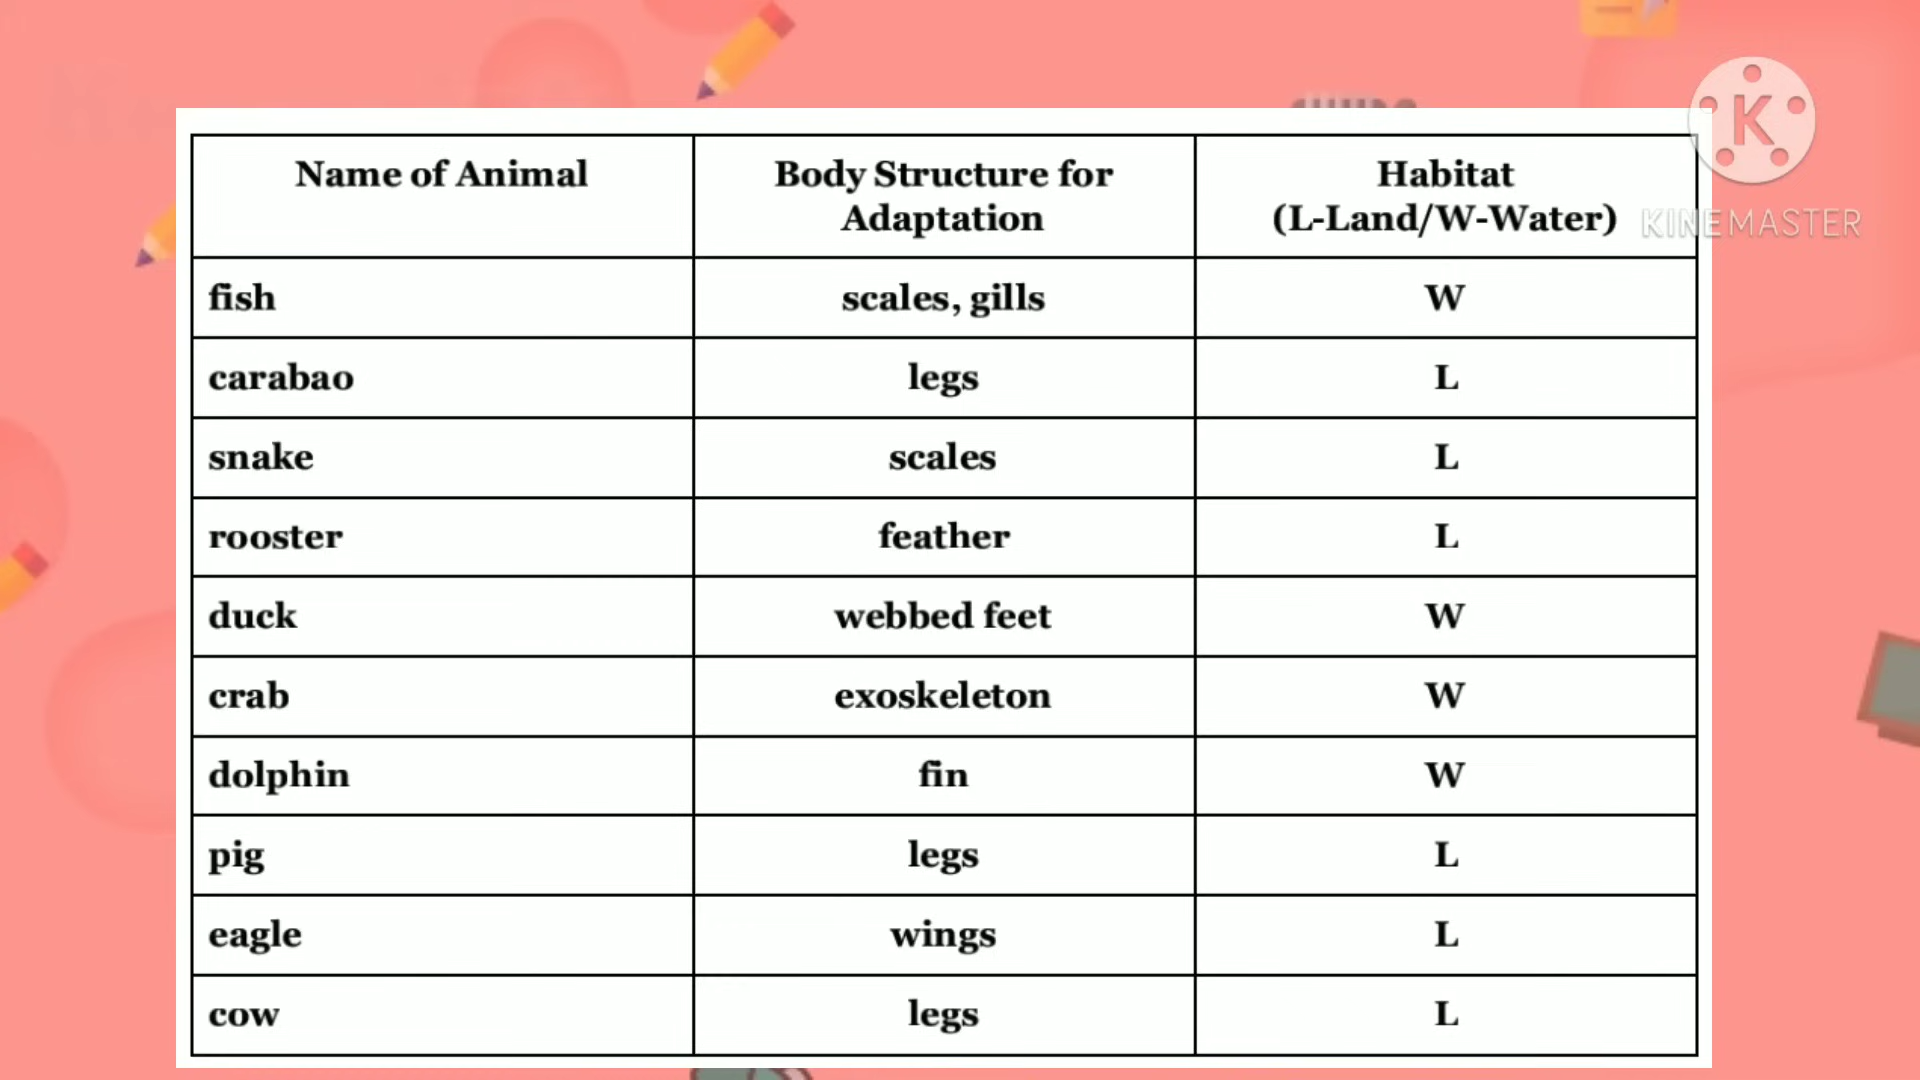 Name of Animal
Body Structure for
Adaptation
Habitat
(L-Land/W-Water)
K
KINEMASTER
fish
scales, gills
W
carabao
legs
L
snake
scales
L
rooster
feather
L
duck
webbed feet
W
crab
exoskeleton
W
dolphin
fin
W
pig
legs
L
eagle
wings
L
cow
legs
L